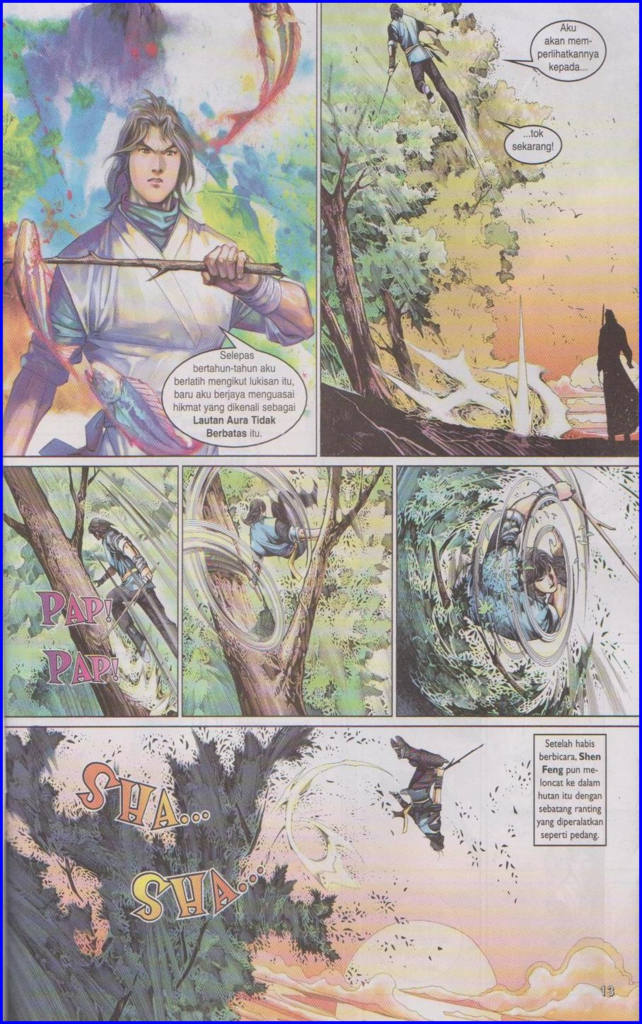 Selepas
bertahun-tahun aku
berlatih mengikut lukisan itu,
baru aku berjaya menguasai
hikmat yang dikenali sebagai
Lautan Aura Tidak
Berbatas itu.
Aku
akan mem-
perlihatkannya
kepada...
...tok
sekarang!
PAP!
PAP!
Setelah habis
berbicara, Shen
Feng pun me-
loncat ke dalam
hutan itu dengan
sebatang ranting
yang diperalatkan
seperti pedang.
SHA...
SHA...
13